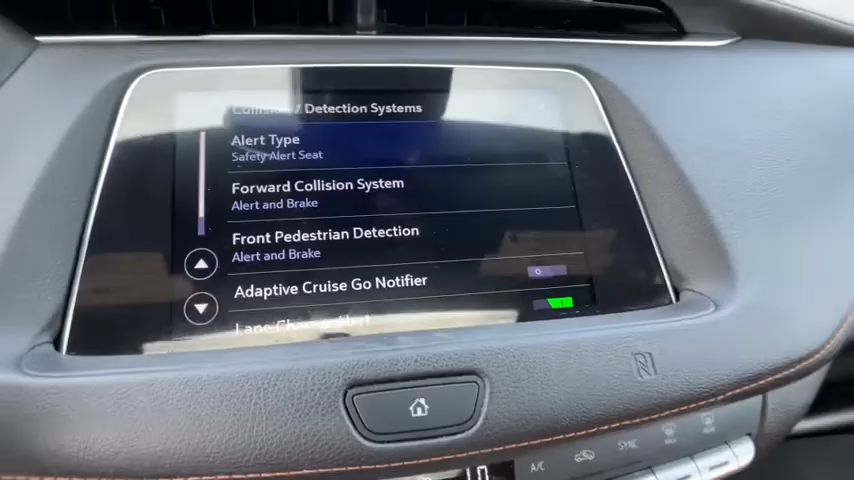 Collision / Detection Systems
Alert Type
Safety Alert Seat
Forward Collision System
Alert and Brake
Front Pedestrian Detection
Alert and Brake
Adaptive Cruise Go Notifier
Lane Change Alert
A/C
SYNC